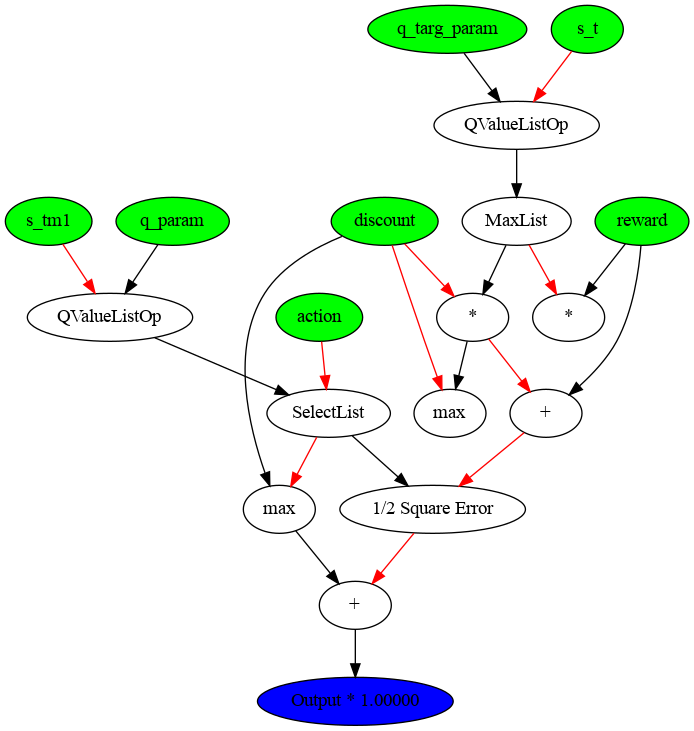 q_targ_param
s_t
QValueListOp
s_tm1
q_param
discount
MaxList
reward
QValueListOp
action
*
*
SelectList
max
+
max
1/2 Square Error
+
Output * 1.00000